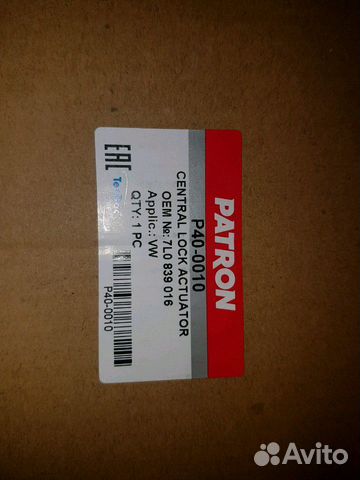 PATRON
P40-0010
CENTRAL LOCK ACTUATOR
OEM №: 7L0 839 016
Applic.: VW
QTY: 1 PC
EAC
P40-0010
Avito